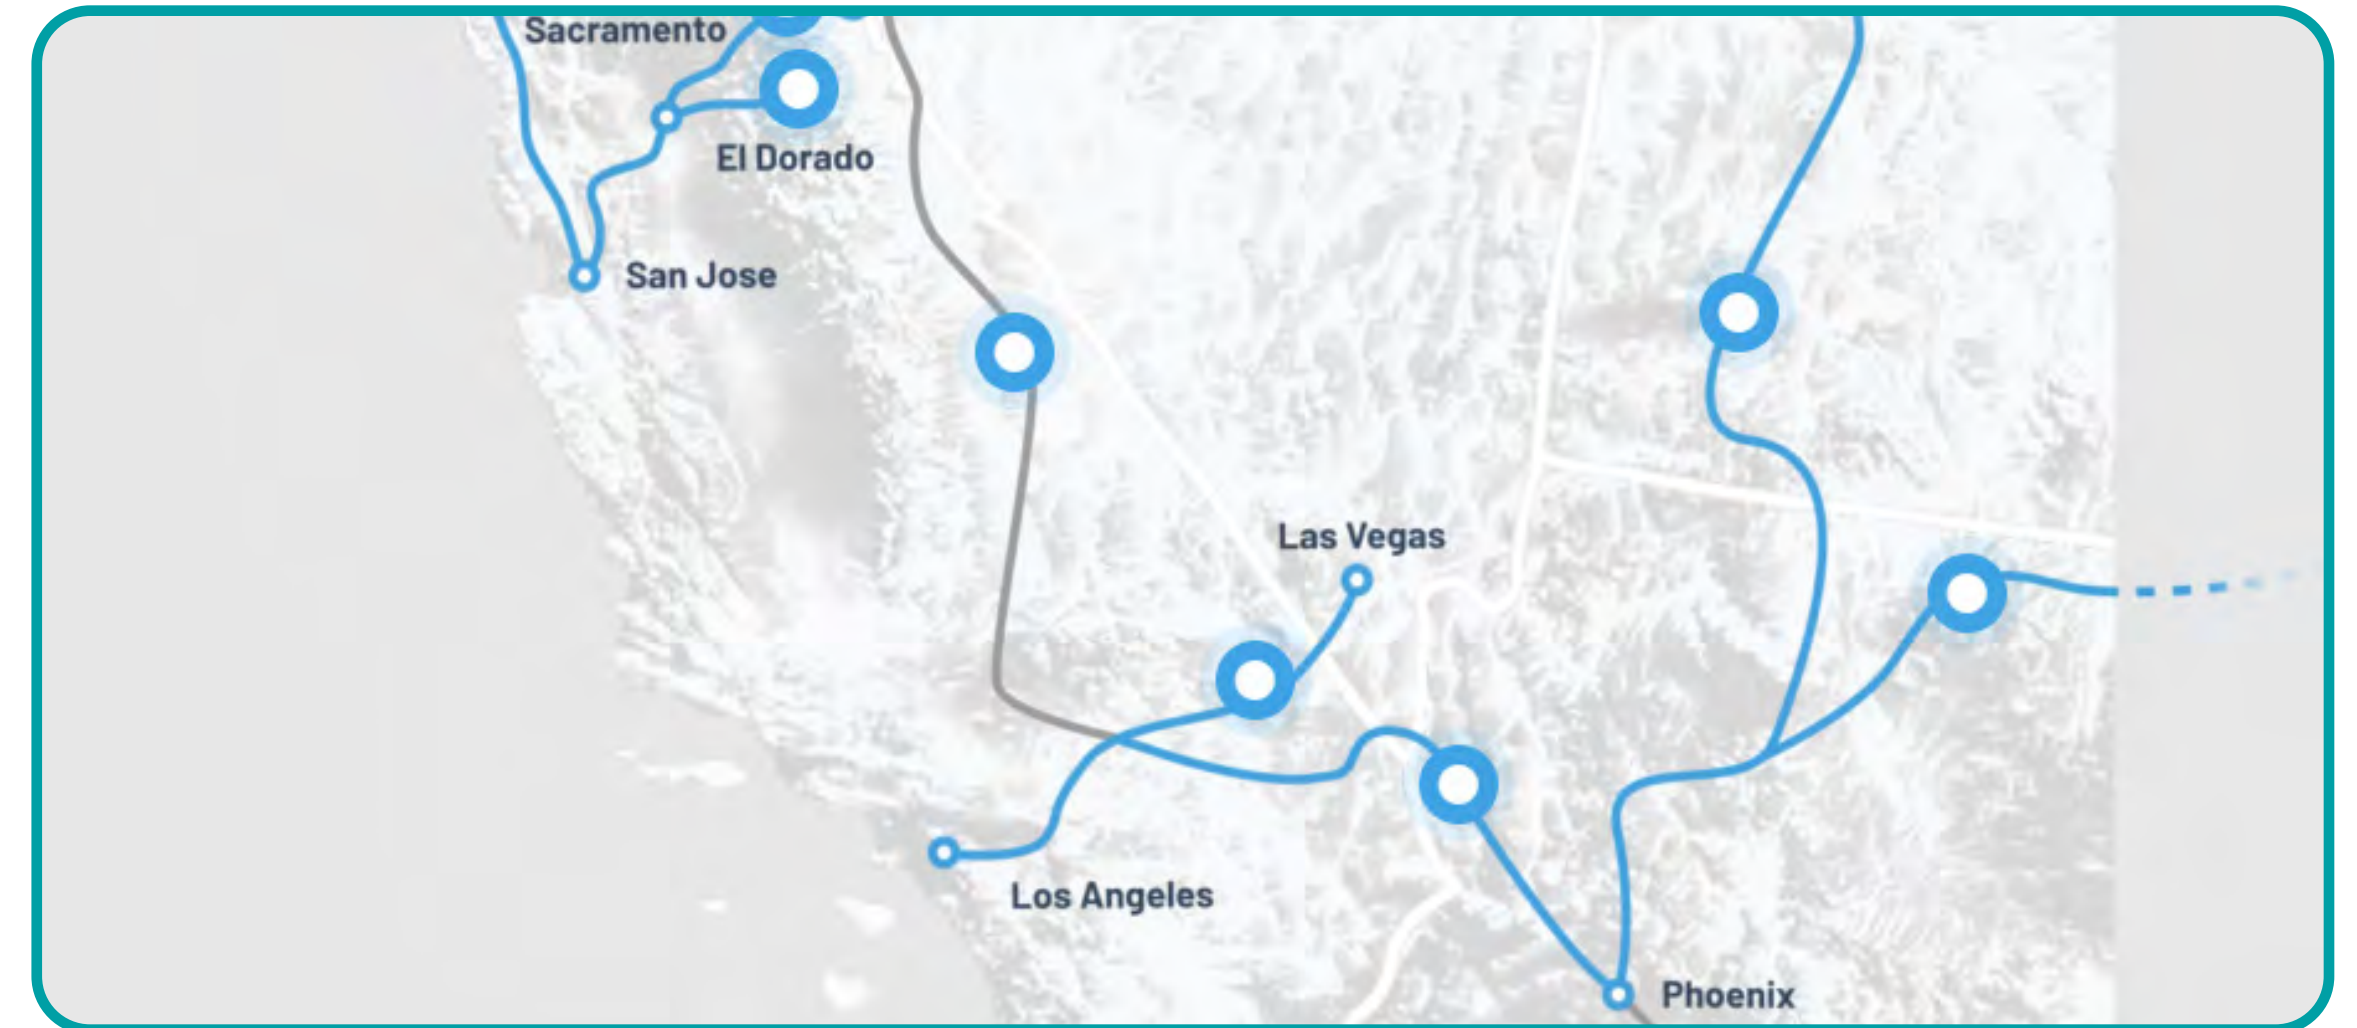 Sacramento
El Dorado
San Jose
Las Vegas
Los Angeles
Phoenix